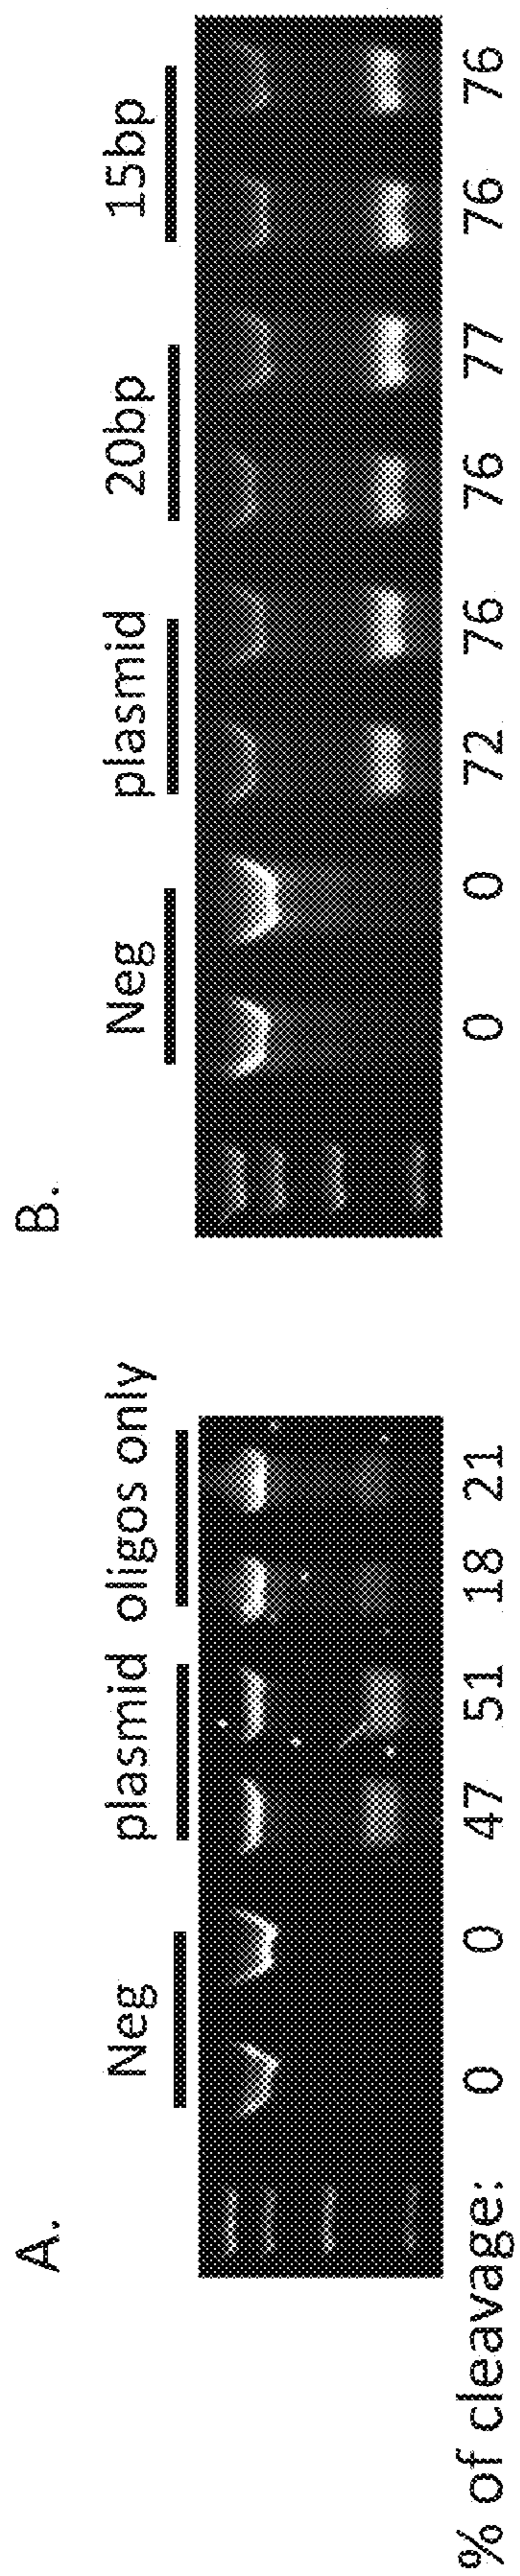 A.
Neg plasmid oligos only
% of cleavage: 0 0 47 51 18 21
B.
Neg plasmid 20bp 15bp
0 0 72 76 76 77 76 76